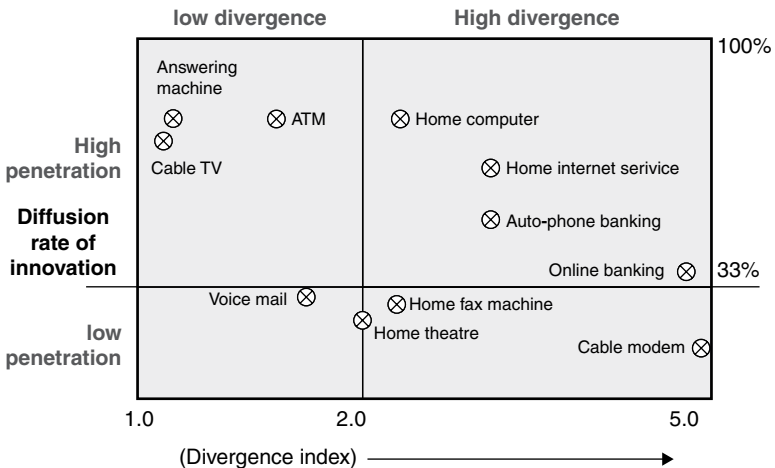 low divergence
High divergence
100%
Answering
machine
ATM
Home computer
High
penetration
Cable TV
Home internet serivice
Diffusion
rate of
innovation
Auto-phone banking
Online banking
33%
Voice mail
Home fax machine
Home theatre
low
penetration
Cable modem
1.0
2.0
5.0
(Divergence index)